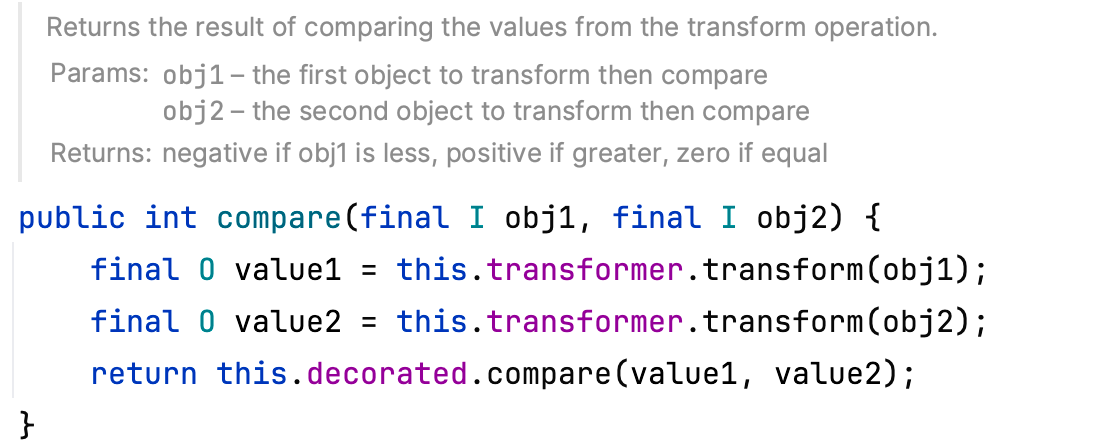 Returns the result of comparing the values from the transform operation.
Params: obj1 – the first object to transform then compare
obj2 – the second object to transform then compare
Returns: negative if obj1 is less, positive if greater, zero if equal
public int compare(final I obj1, final I obj2) {
    final O value1 = this.transformer.transform(obj1);
    final O value2 = this.transformer.transform(obj2);
    return this.decorated.compare(value1, value2);
}